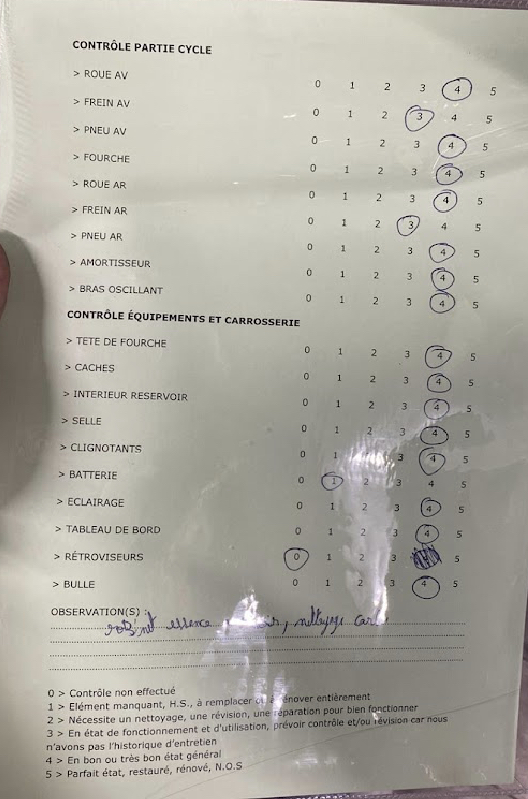 CONTRÔLE PARTIE CYCLE
> ROUE AV 0 1 2 3 4 5
> FREIN AV 0 1 2 3 4 5
> PNEU AV 0 1 2 3 4 5
> FOURCHE 0 1 2 3 4 5
> ROUE AR 0 1 2 3 4 5
> FREIN AR 0 1 2 3 4 5
> PNEU AR 0 1 2 3 4 5
> AMORTISSEUR 0 1 2 3 4 5
> BRAS OSCILLANT 0 1 2 3 4 5
CONTRÔLE ÉQUIPEMENTS ET CARROSSERIE
> TETE DE FOURCHE 0 1 2 3 4 5
> CACHES 0 1 2 3 4 5
> INTERIEUR RESERVOIR 0 1 2 3 4 5
> SELLE 0 1 2 3 4 5
> CLIGNOTANTS 0 1 3 4 5
> BATTERIE 0 1 2 3 4 5
> ECLAIRAGE 0 1 2 3 4 5
> TABLEAU DE BORD 0 1 2 3 4 5
> RÉTROVISEURS 0 1 2 3 5
> BULLE 0 1 2 3 4 5
OBSERVATION(S) :
essence nettoyage
0 > Contrôle non effectué
1 > Elément manquant, H.S., à remplacer à rénover entièrement
2 > Nécessite un nettoyage, une révision, une réparation pour bien fonctionner
3 > En état de fonctionnement et d'utilisation, prévoir contrôle et/ou révision car nous
n'avons pas l'historique d'entretien
4 > En bon ou très bon état général
5 > Parfait état, restauré, rénové, N.O.S